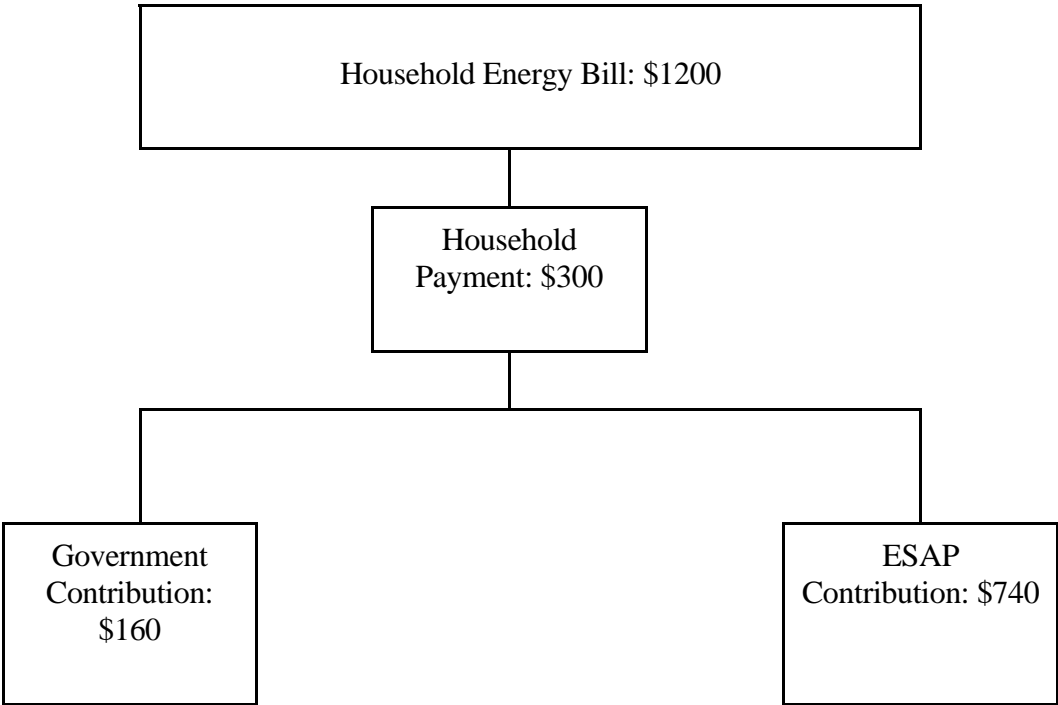 Household Energy Bill: $1200
Household
Payment: $300
Government
Contribution:
$160
ESAP
Contribution: $740